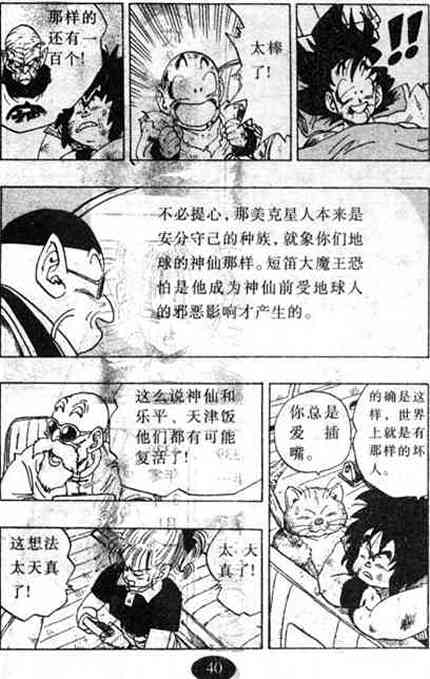 !!
太棒
了!
那样的
还有一
百个!
不必提心，那美克星人本来是
安分守己的种族，就象你们地
球的神仙那样。短笛大魔王恐
怕是他成为神仙前受地球人
的邪恶影响才产生的。
的确是这
样，世界
上就是有
那样的坏
人。
你总是
爱插
嘴。
这么说神仙和
乐平、天津饭
他们都有可能
复活了!
太天
真了!
这想法
太天真
了!
40